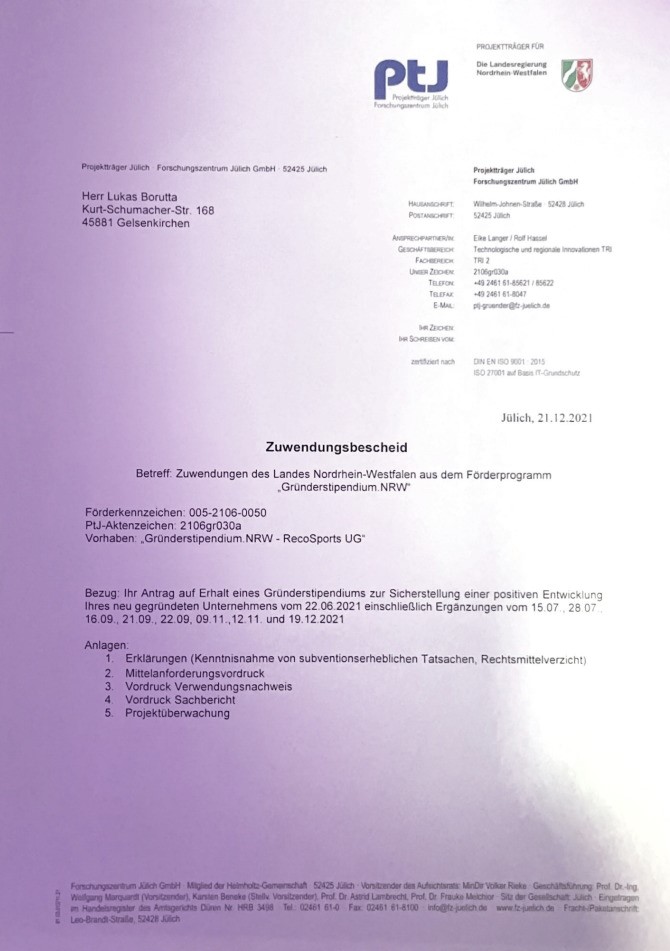 PROJEKTTRÄGER FÜR
Die Landesregierung
Nordrhein-Westfalen
ptJ
Projektträger Jülich
Forschungszentrum Jülich
Projektträger Jülich · Forschungszentrum Jülich GmbH · 52425 Jülich
Herr Lukas Borutta
Kurt-Schumacher-Str. 168
45881 Gelsenkirchen
Projektträger Jülich
Forschungszentrum Jülich GmbH
HAUSANSCHRIFT: Wilhelm-Johnen-Straße · 52428 Jülich
POSTANSCHRIFT: 52425 Jülich
ANSPRECHPARTNER/IN: Eike Langer / Rolf Hassel
GESCHÄFTSBEREICH: Technologische und regionale Innovationen TRI
FACHBEREICH: TRI 2
UNSER ZEICHEN: 2106gr030a
TELEFON: +49 2461 61-85621 / 85622
TELEFAX: +49 2461 61-8047
E-MAIL: ptj-gruender@fz-juelich.de
IHR ZEICHEN:
IHR SCHREIBEN VOM:
zertifiziert nach DIN EN ISO 9001 : 2015
ISO 27001 auf Basis IT-Grundschutz
Jülich, 21.12.2021
Zuwendungsbescheid
Betreff: Zuwendungen des Landes Nordrhein-Westfalen aus dem Förderprogramm
„Gründerstipendium.NRW“
Förderkennzeichen: 005-2106-0050
PtJ-Aktenzeichen: 2106gr030a
Vorhaben: „Gründerstipendium.NRW - RecoSports UG“
Bezug: Ihr Antrag auf Erhalt eines Gründerstipendiums zur Sicherstellung einer positiven Entwicklung
Ihres neu gegründeten Unternehmens vom 22.06.2021 einschließlich Ergänzungen vom 15.07., 28.07.,
16.09., 21.09., 22.09, 09.11.,12.11. und 19.12.2021
Anlagen:
1. Erklärungen (Kenntnisnahme von subventionserheblichen Tatsachen, Rechtsmittelverzicht)
2. Mittelanforderungsvordruck
3. Vordruck Verwendungsnachweis
4. Vordruck Sachbericht
5. Projektüberwachung
Forschungszentrum Jülich GmbH · Mitglied der Helmholtz-Gemeinschaft · 52425 Jülich · Vorsitzender des Aufsichtsrats: MinDir Volker Rieke · Geschäftsführung: Prof. Dr.-Ing.
Wolfgang Marquardt (Vorsitzender), Karsten Beneke (Stellv. Vorsitzender), Prof. Dr. Astrid Lambrecht, Prof. Dr. Frauke Melchior · Sitz der Gesellschaft: Jülich · Eingetragen
im Handelsregister des Amtsgerichts Düren Nr. HRB 3498 · Tel.: 02461 61-0 · Fax: 02461 61-8100 · info@fz-juelich.de · www.fz-juelich.de · Fracht-/Paketanschrift:
Leo-Brandt-Straße, 52428 Jülich